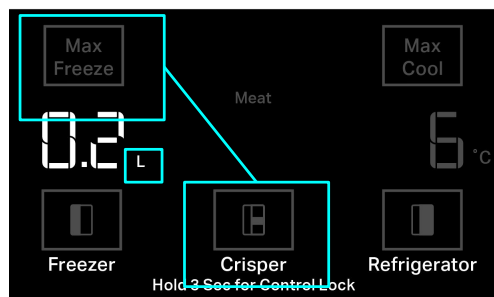 Max
Freeze
Max
Cool
Meat
0.2
L
6
°C
Freezer
Crisper
Refrigerator
Hold 3 Sec for Control Lock